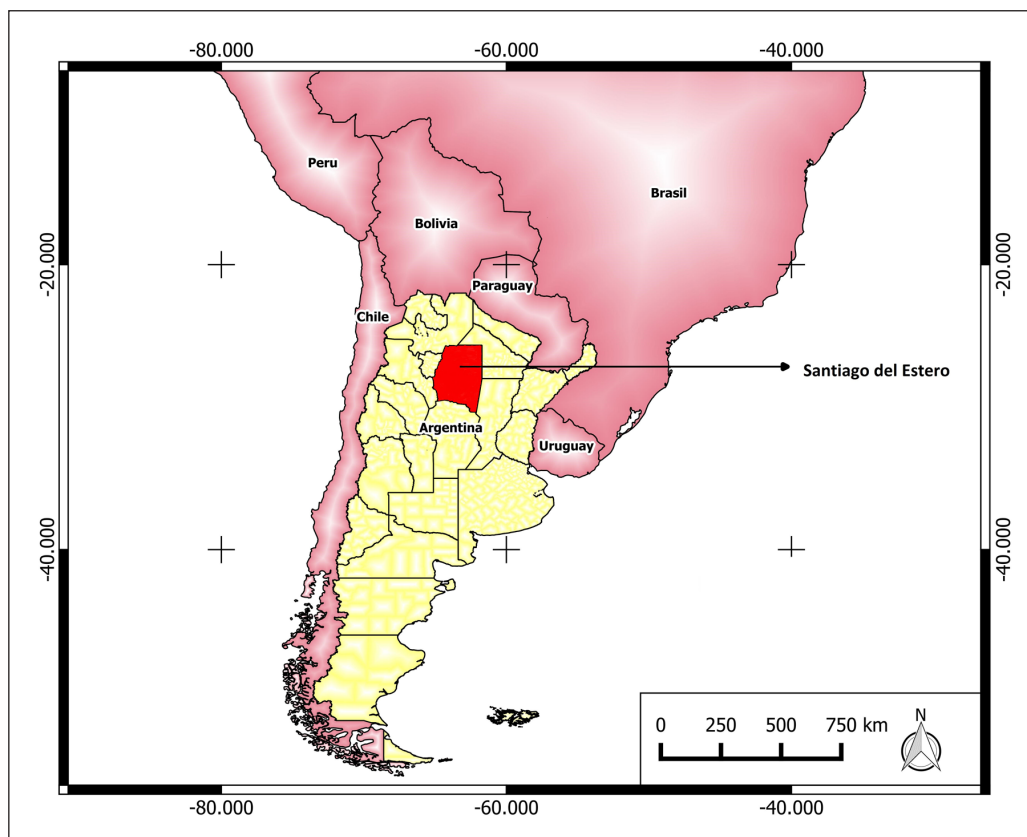 -80.000 -60.000 -40.000
Peru
Brasil
Bolivia
-20.000 -20.000
Paraguay
Chile
Santiago del Estero
Argentina
Uruguay
-40.000 -40.000
N
0 250 500 750 km
-80.000 -60.000 -40.000